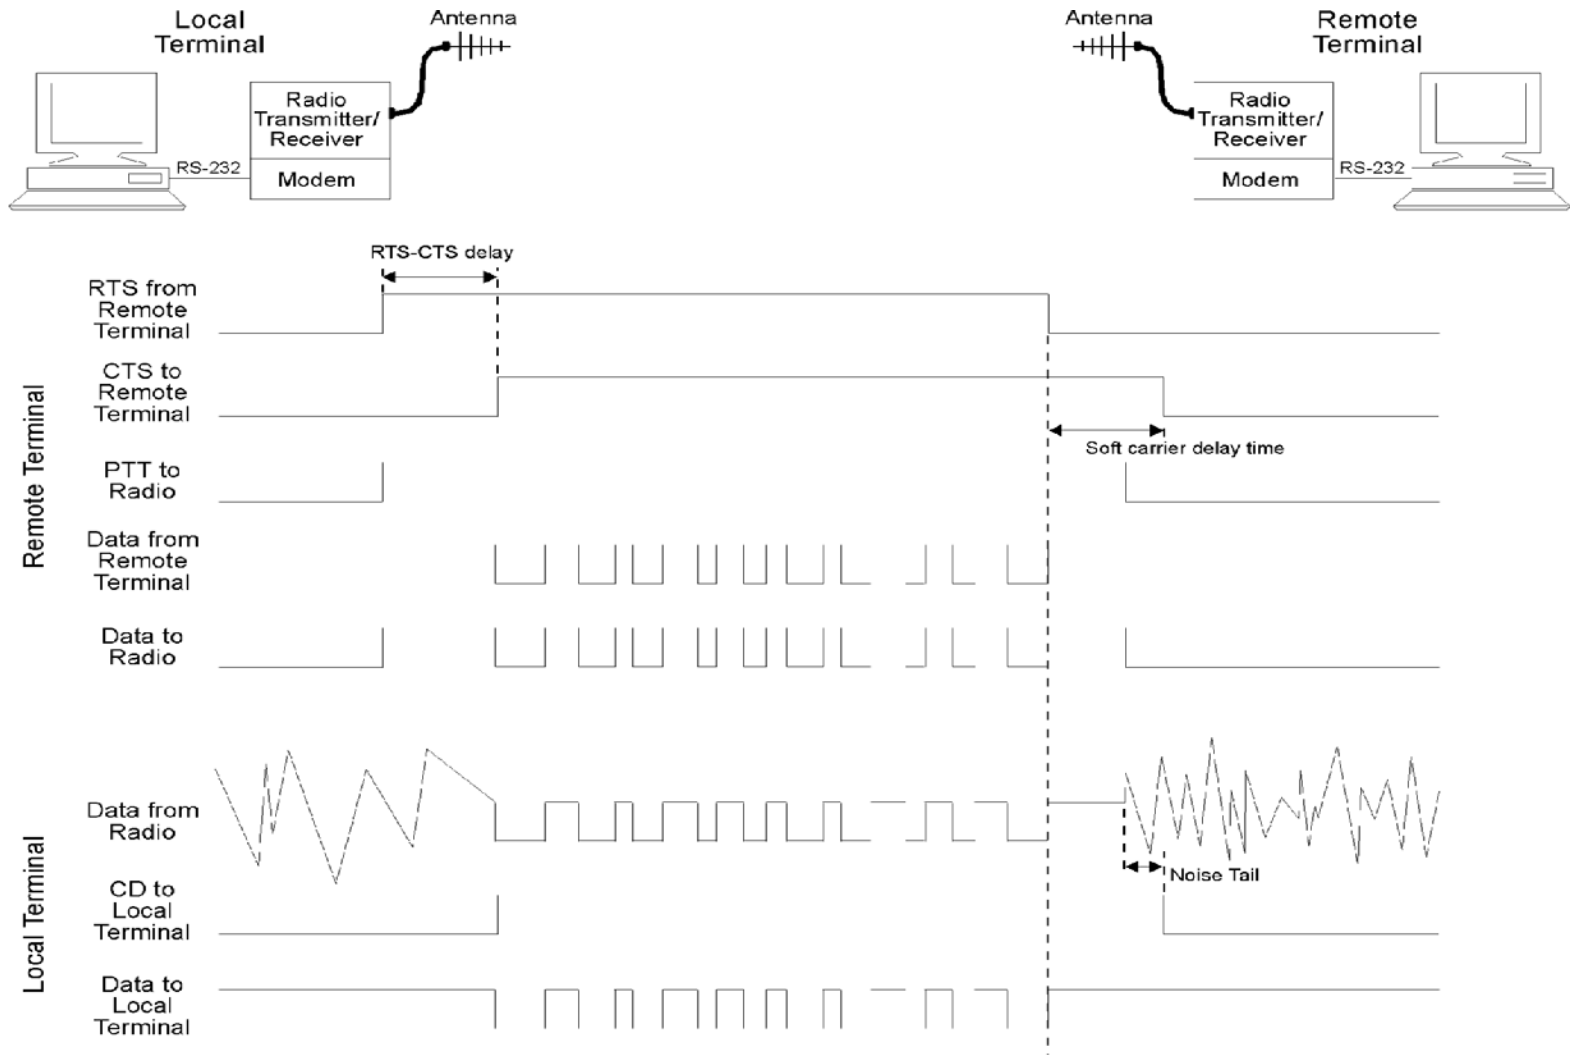 Local
Terminal
Antenna
Antenna
Remote
Terminal
Radio
Transmitter/
Receiver
Modem
RS-232
Radio
Transmitter/
Receiver
Modem
RS-232
RTS-CTS delay
Remote Terminal
RTS from
Remote
Terminal
CTS to
Remote
Terminal
Soft carrier delay time
PTT to
Radio
Data from
Remote
Terminal
Data to
Radio
Local Terminal
Data from
Radio
Noise Tail
CD to
Local
Terminal
Data to
Local
Terminal